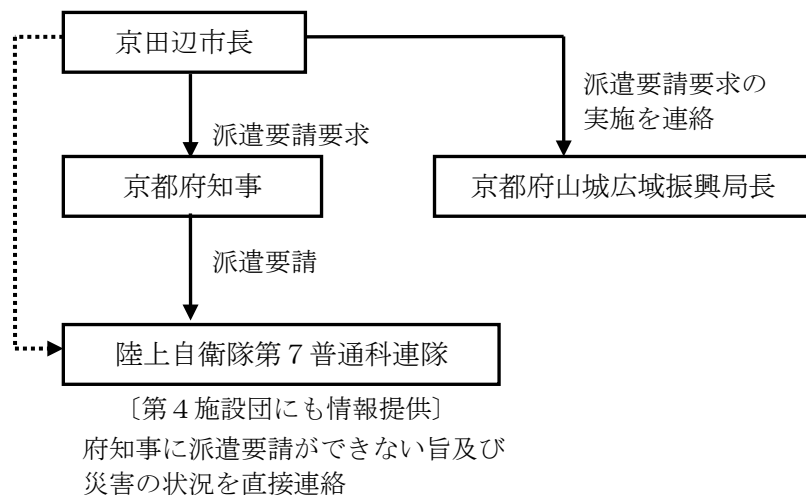 京田辺市長
派遣要請要求の
実施を連絡
派遣要請要求
京都府知事
京都府山城広域振興局長
派遣要請
陸上自衛隊第７普通科連隊
〔第４施設団にも情報提供〕
府知事に派遣要請ができない旨及び
災害の状況を直接連絡